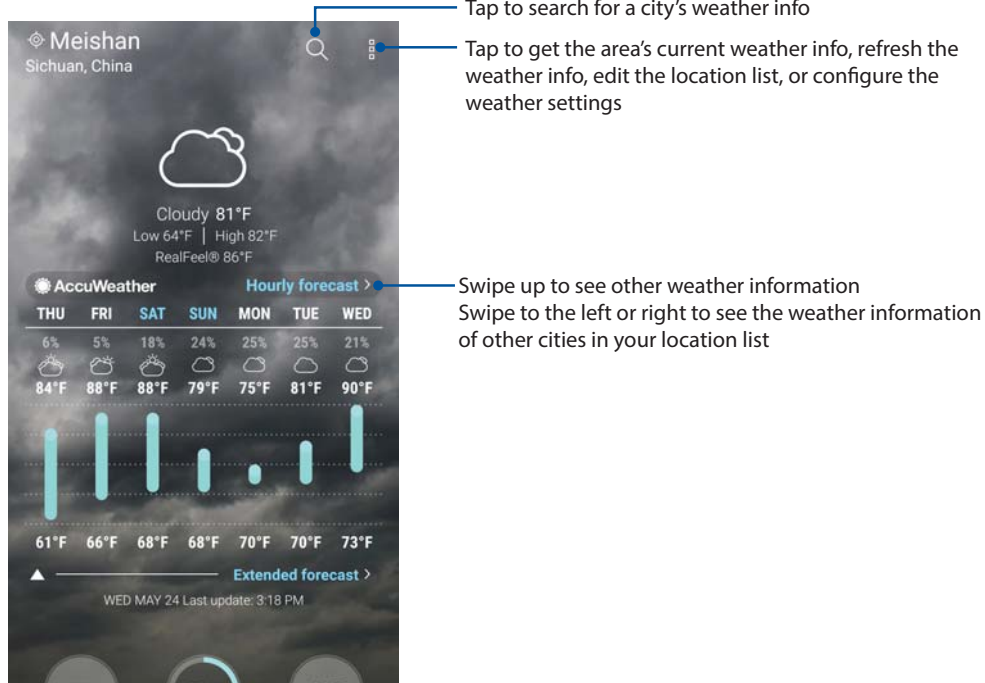 Tap to search for a city’s weather info
Meishan
Sichuan, China
Tap to get the area’s current weather info, refresh the
weather info, edit the location list, or configure the
weather settings
Cloudy 81°F
Low 64°F | High 82°F
RealFeel® 86°F
AccuWeather
Hourly forecast >
Swipe up to see other weather information
Swipe to the left or right to see the weather information
of other cities in your location list
THU FRI SAT SUN MON TUE WED
6% 5% 18% 24% 25% 25% 21%
84°F 88°F 88°F 79°F 75°F 81°F 90°F
61°F 66°F 68°F 68°F 70°F 70°F 73°F
Extended forecast >
WED MAY 24 Last update: 3:18 PM